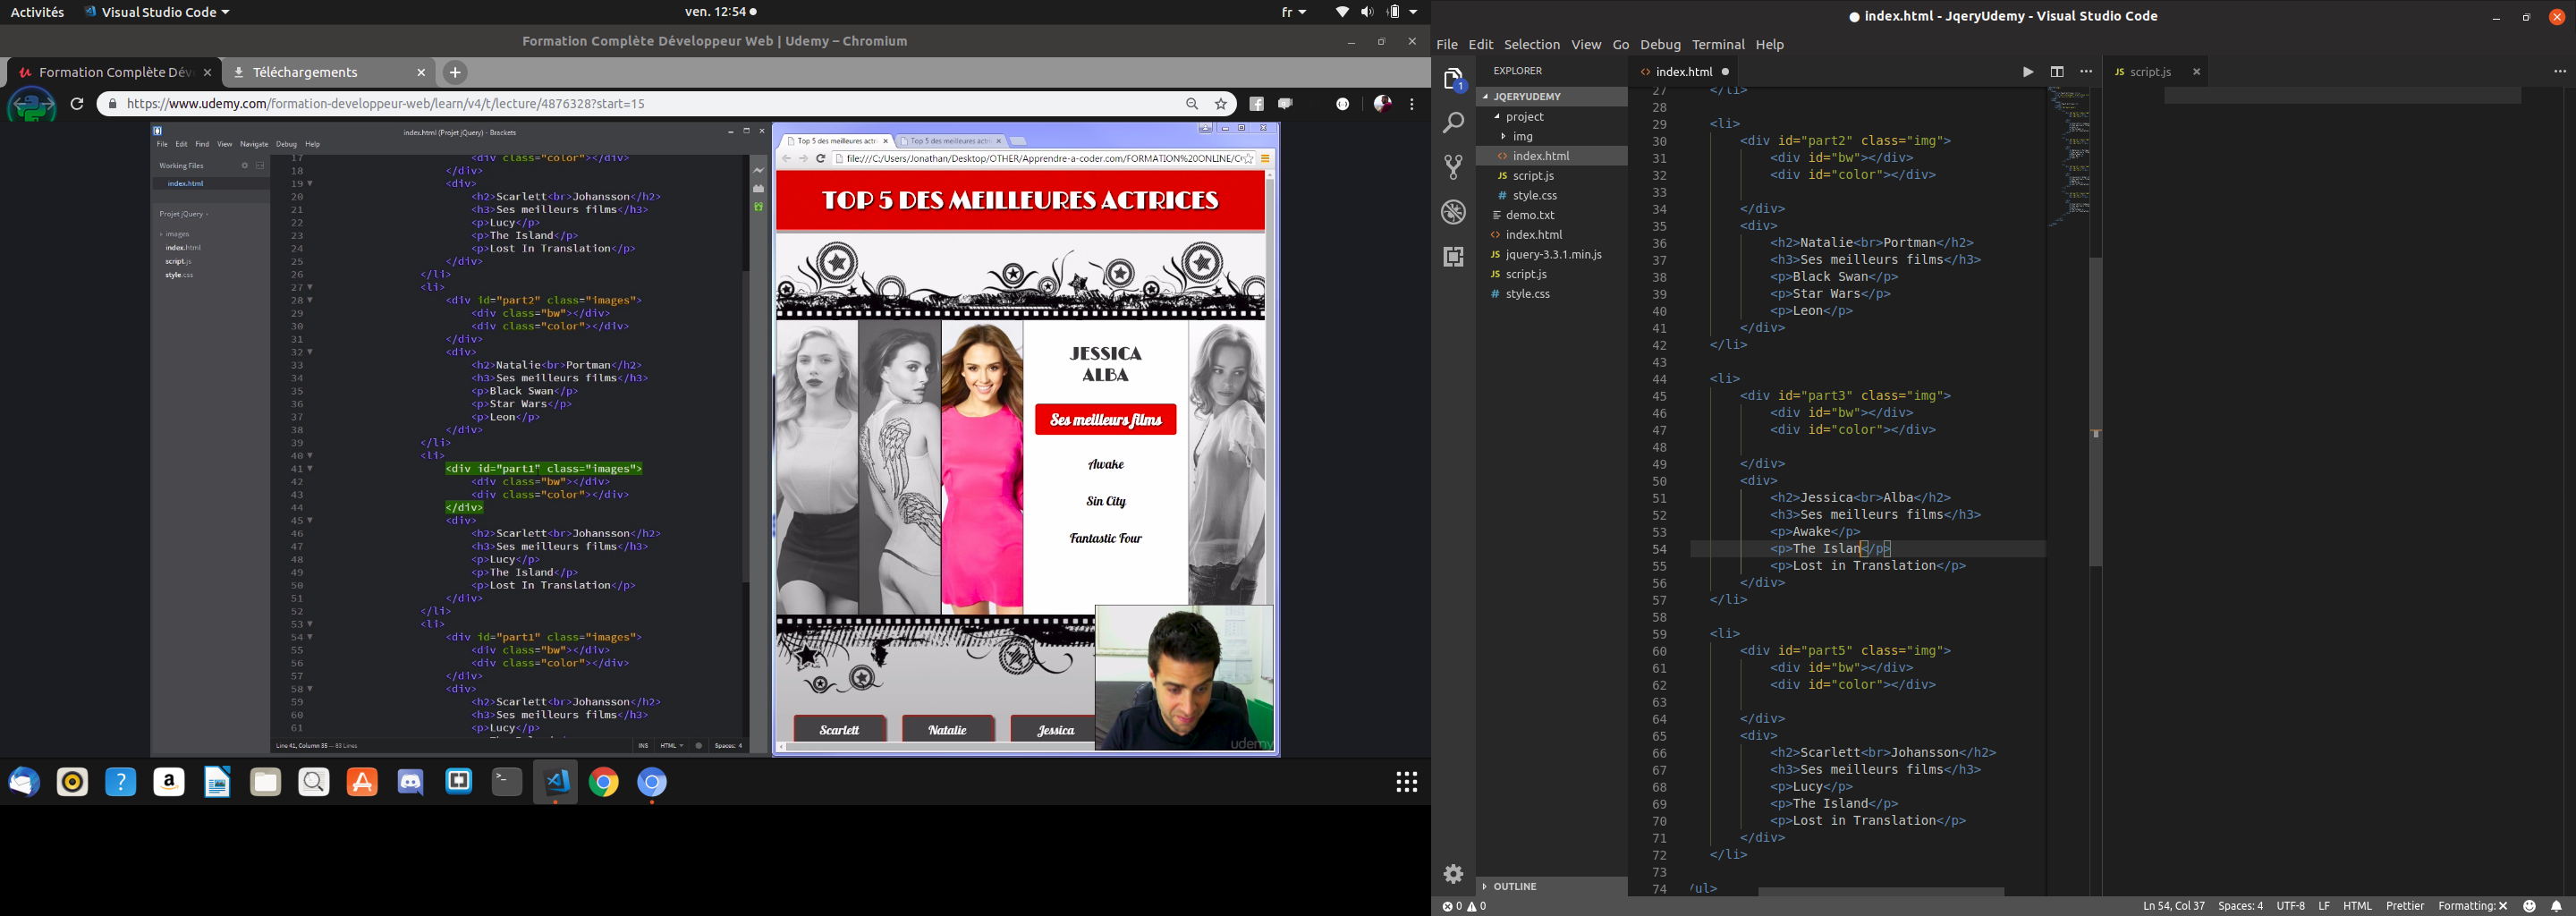 Activités
Visual Studio Code
ven. 12:54
fr
Formation Complète Développeur Web | Udemy – Chromium
Formation Complète Dév
Téléchargements
https://www.udemy.com/formation-developpeur-web/learn/v4/t/lecture/4876328?start=15
index.html (Projet jQuery) - Brackets
File Edit Find View Navigate Debug Help
Working Files
index.html
Projet jQuery
images
index.html
script.js
style.css
17 <div class="color"></div>
18 </div>
19 <div>
20 <h2>Scarlett<br>Johansson</h2>
21 <h3>Ses meilleurs films</h3>
22 <p>Lucy</p>
23 <p>The Island</p>
24 <p>Lost In Translation</p>
25 </div>
26 </li>
27 <li>
28 <div id="part2" class="images">
29 <div class="bw"></div>
30 <div class="color"></div>
31 </div>
32 <div>
33 <h2>Natalie<br>Portman</h2>
34 <h3>Ses meilleurs films</h3>
35 <p>Black Swan</p>
36 <p>Star Wars</p>
37 <p>Leon</p>
38 </div>
39 </li>
40 <li>
41 <div id="part1" class="images">
42 <div class="bw"></div>
43 <div class="color"></div>
44 </div>
45 <div>
46 <h2>Scarlett<br>Johansson</h2>
47 <h3>Ses meilleurs films</h3>
48 <p>Lucy</p>
49 <p>The Island</p>
50 <p>Lost In Translation</p>
51 </div>
52 </li>
53 <li>
54 <div id="part1" class="images">
55 <div class="bw"></div>
56 <div class="color"></div>
57 </div>
58 <div>
59 <h2>Scarlett<br>Johansson</h2>
60 <h3>Ses meilleurs films</h3>
61 <p>Lucy</p>
Line 41, Column 35 — 83 Lines
INS HTML Spaces: 4
Top 5 des meilleures actri
Top 5 des meilleures actric
file:///C:/Users/Jonathan/Desktop/OTHER/Apprendre-a-coder.com/FORMATION%20ONLINE/C
TOP 5 DES MEILLEURES ACTRICES
JESSICA
ALBA
Ses meilleurs films
Awake
Sin City
Fantastic Four
Scarlett
Natalie
Jessica
udemy
index.html - JqeryUdemy - Visual Studio Code
File Edit Selection View Go Debug Terminal Help
1
EXPLORER
JQERYUDEMY
project
img
index.html
script.js
style.css
demo.txt
index.html
jquery-3.3.1.min.js
script.js
style.css
OUTLINE
index.html
script.js
27 </li>
28
29 <li>
30 <div id="part2" class="img">
31 <div id="bw"></div>
32 <div id="color"></div>
33
34 </div>
35 <div>
36 <h2>Natalie<br>Portman</h2>
37 <h3>Ses meilleurs films</h3>
38 <p>Black Swan</p>
39 <p>Star Wars</p>
40 <p>Leon</p>
41 </div>
42 </li>
43
44 <li>
45 <div id="part3" class="img">
46 <div id="bw"></div>
47 <div id="color"></div>
48
49 </div>
50 <div>
51 <h2>Jessica<br>Alba</h2>
52 <h3>Ses meilleurs films</h3>
53 <p>Awake</p>
54 <p>The Islan</p>
55 <p>Lost in Translation</p>
56 </div>
57 </li>
58
59 <li>
60 <div id="part5" class="img">
61 <div id="bw"></div>
62 <div id="color"></div>
63
64 </div>
65 <div>
66 <h2>Scarlett<br>Johansson</h2>
67 <h3>Ses meilleurs films</h3>
68 <p>Lucy</p>
69 <p>The Island</p>
70 <p>Lost in Translation</p>
71 </div>
72 </li>
73
74 /ul>
0 0
Ln 54, Col 37 Spaces: 4 UTF-8 LF HTML Prettier Formatting: ✕